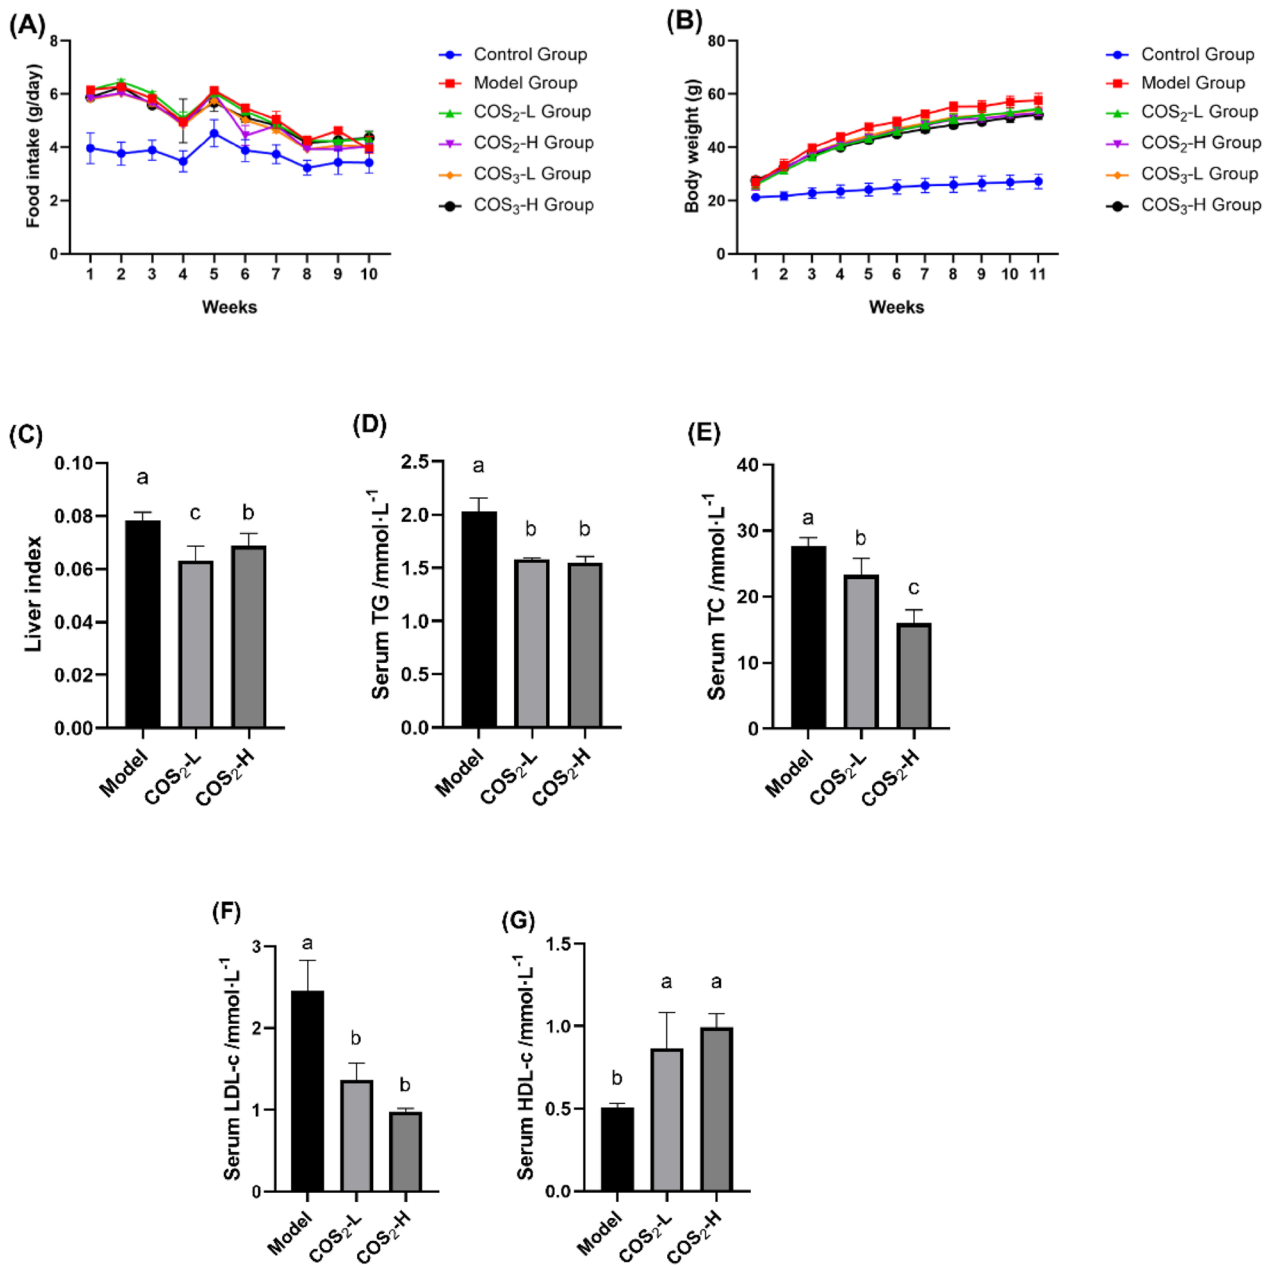 (A)
Food intake (g/day)
8
6
4
2
0
1 2 3 4 5 6 7 8 9 10
Weeks
Control Group
Model Group
COS₂-L Group
COS₂-H Group
COS₃-L Group
COS₃-H Group
(B)
Body weight (g)
80
60
40
20
0
1 2 3 4 5 6 7 8 9 10 11
Weeks
Control Group
Model Group
COS₂-L Group
COS₂-H Group
COS₃-L Group
COS₃-H Group
(C)
Liver index
0.10
0.08
0.06
0.04
0.02
0.00
a
c
b
Model
COS₂-L
COS₂-H
(D)
Serum TG /mmol·L⁻¹
2.5
2.0
1.5
1.0
0.5
0.0
a
b
b
Model
COS₂-L
COS₂-H
(E)
Serum TC /mmol·L⁻¹
40
30
20
10
0
a
b
c
Model
COS₂-L
COS₂-H
(F)
Serum LDL-c /mmol·L⁻¹
3
2
1
0
a
b
b
Model
COS₂-L
COS₂-H
(G)
Serum HDL-c /mmol·L⁻¹
1.5
1.0
0.5
0.0
b
a
a
Model
COS₂-L
COS₂-H